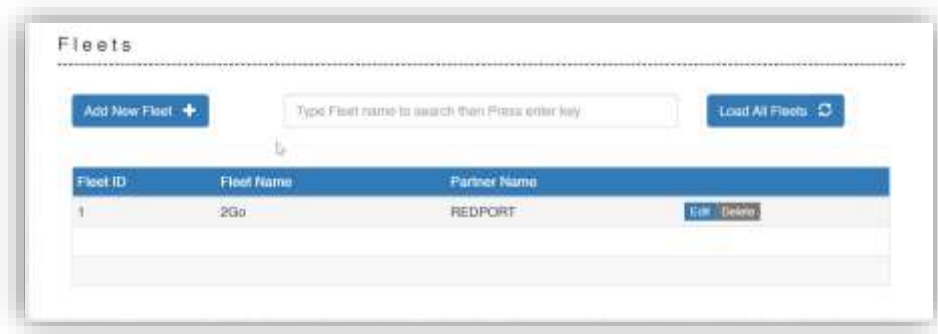 Fleets
Add New Fleet
Type Fleet name to search then Press enter key
Load All Fleets
Fleet ID Fleet Name Partner Name
1 2Go REDPORT Edit Delete